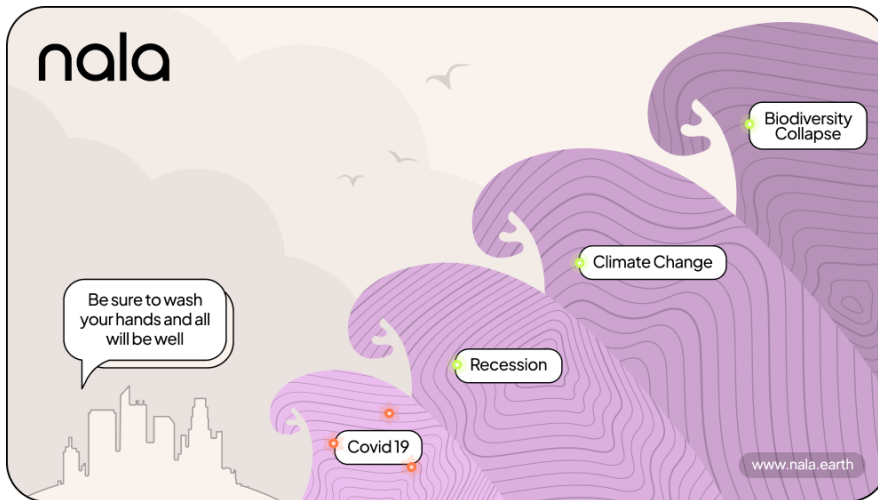 nala
Biodiversity
Collapse
Climate Change
Be sure to wash
your hands and all
will be well
Recession
Covid 19
www.nala.earth